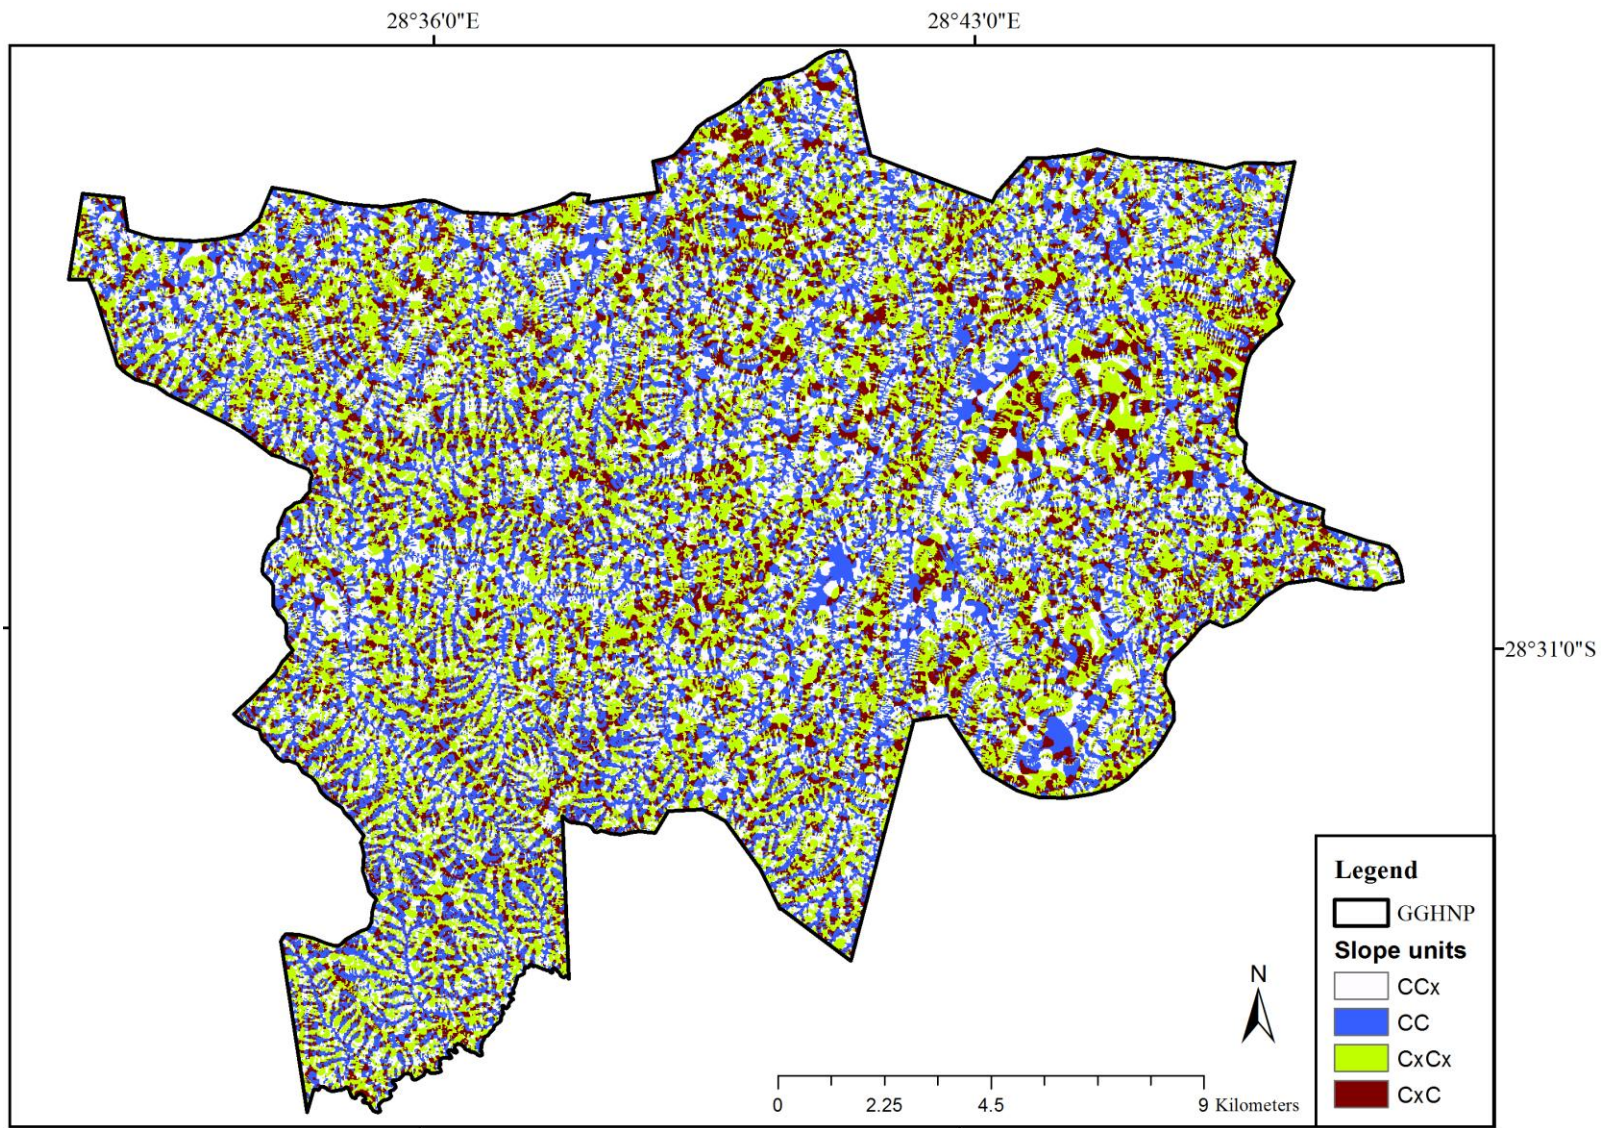 28°36'0"E
28°43'0"E
28°31'0"S
Legend
GGHNP
Slope units
CCx
CC
CxCx
CxC
N
0 2.25 4.5 9 Kilometers